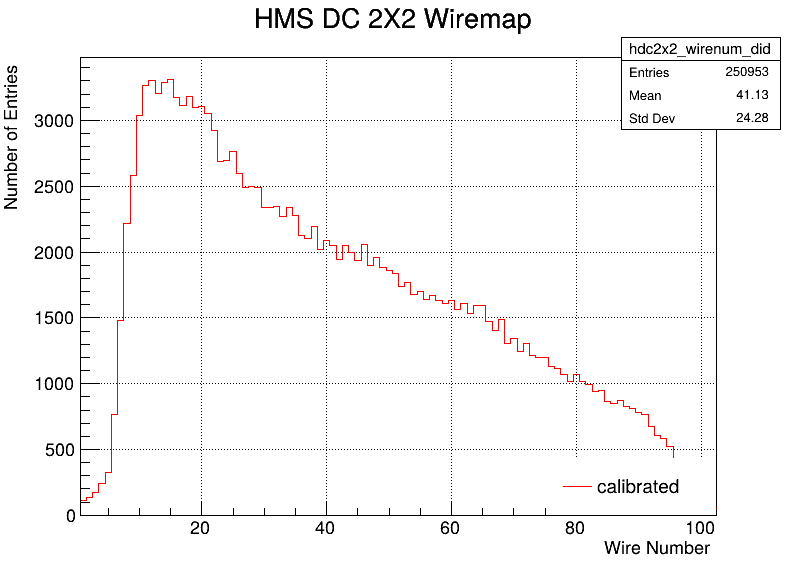 HMS DC 2X2 Wiremap
hdc2x2_wirenum_did
Entries 250953
Mean 41.13
Std Dev 24.28
Number of Entries
3000
2500
2000
1500
1000
500
0
20 40 60 80 100
Wire Number
calibrated